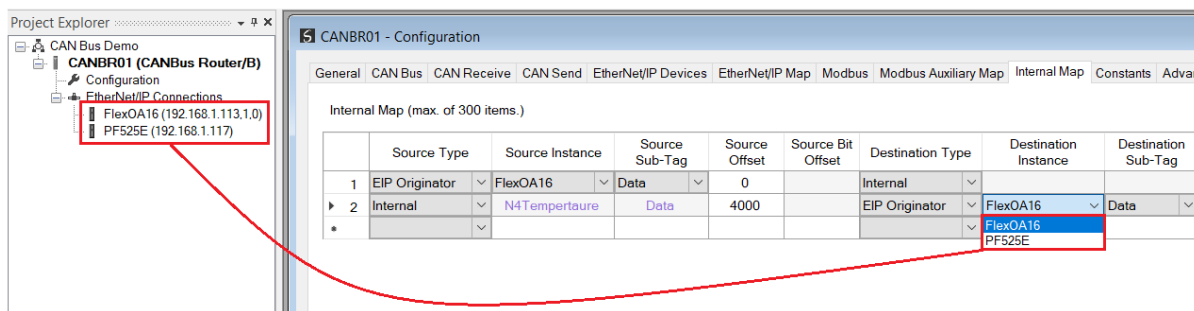 Project Explorer
CAN Bus Demo
CANBR01 (CANBus Router/B)
Configuration
EtherNet/IP Connections
FlexOA16 (192.168.1.113,1,0)
PF525E (192.168.1.117)
CANBR01 - Configuration
General CAN Bus CAN Receive CAN Send EtherNet/IP Devices EtherNet/IP Map Modbus Modbus Auxiliary Map Internal Map Constants Adva
Internal Map (max. of 300 items.)
Source Type Source Instance Source Sub-Tag Source Offset Source Bit Offset Destination Type Destination Instance Destination Sub-Tag
1 EIP Originator FlexOA16 Data 0 Internal
2 Internal N4Tempertaure Data 4000 EIP Originator FlexOA16 Data
FlexOA16
PF525E